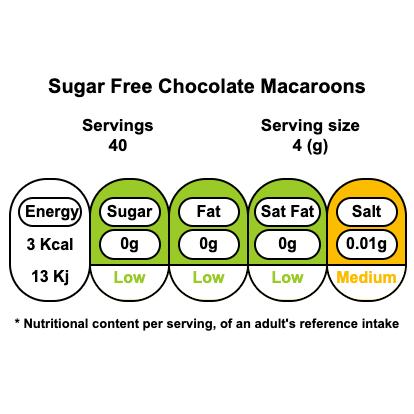 Sugar Free Chocolate Macaroons
Servings Serving size
40 4 (g)
Energy Sugar Fat Sat Fat Salt
3 Kcal 0g 0g 0g 0.01g
13 Kj Low Low Low Medium
* Nutritional content per serving, of an adult's reference intake